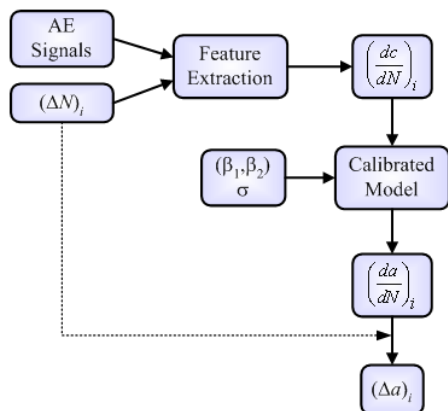 AE
Signals
(ΔN)i
Feature
Extraction
(dc/dN)i
(β1,β2)
σ
Calibrated
Model
(da/dN)i
(Δa)i